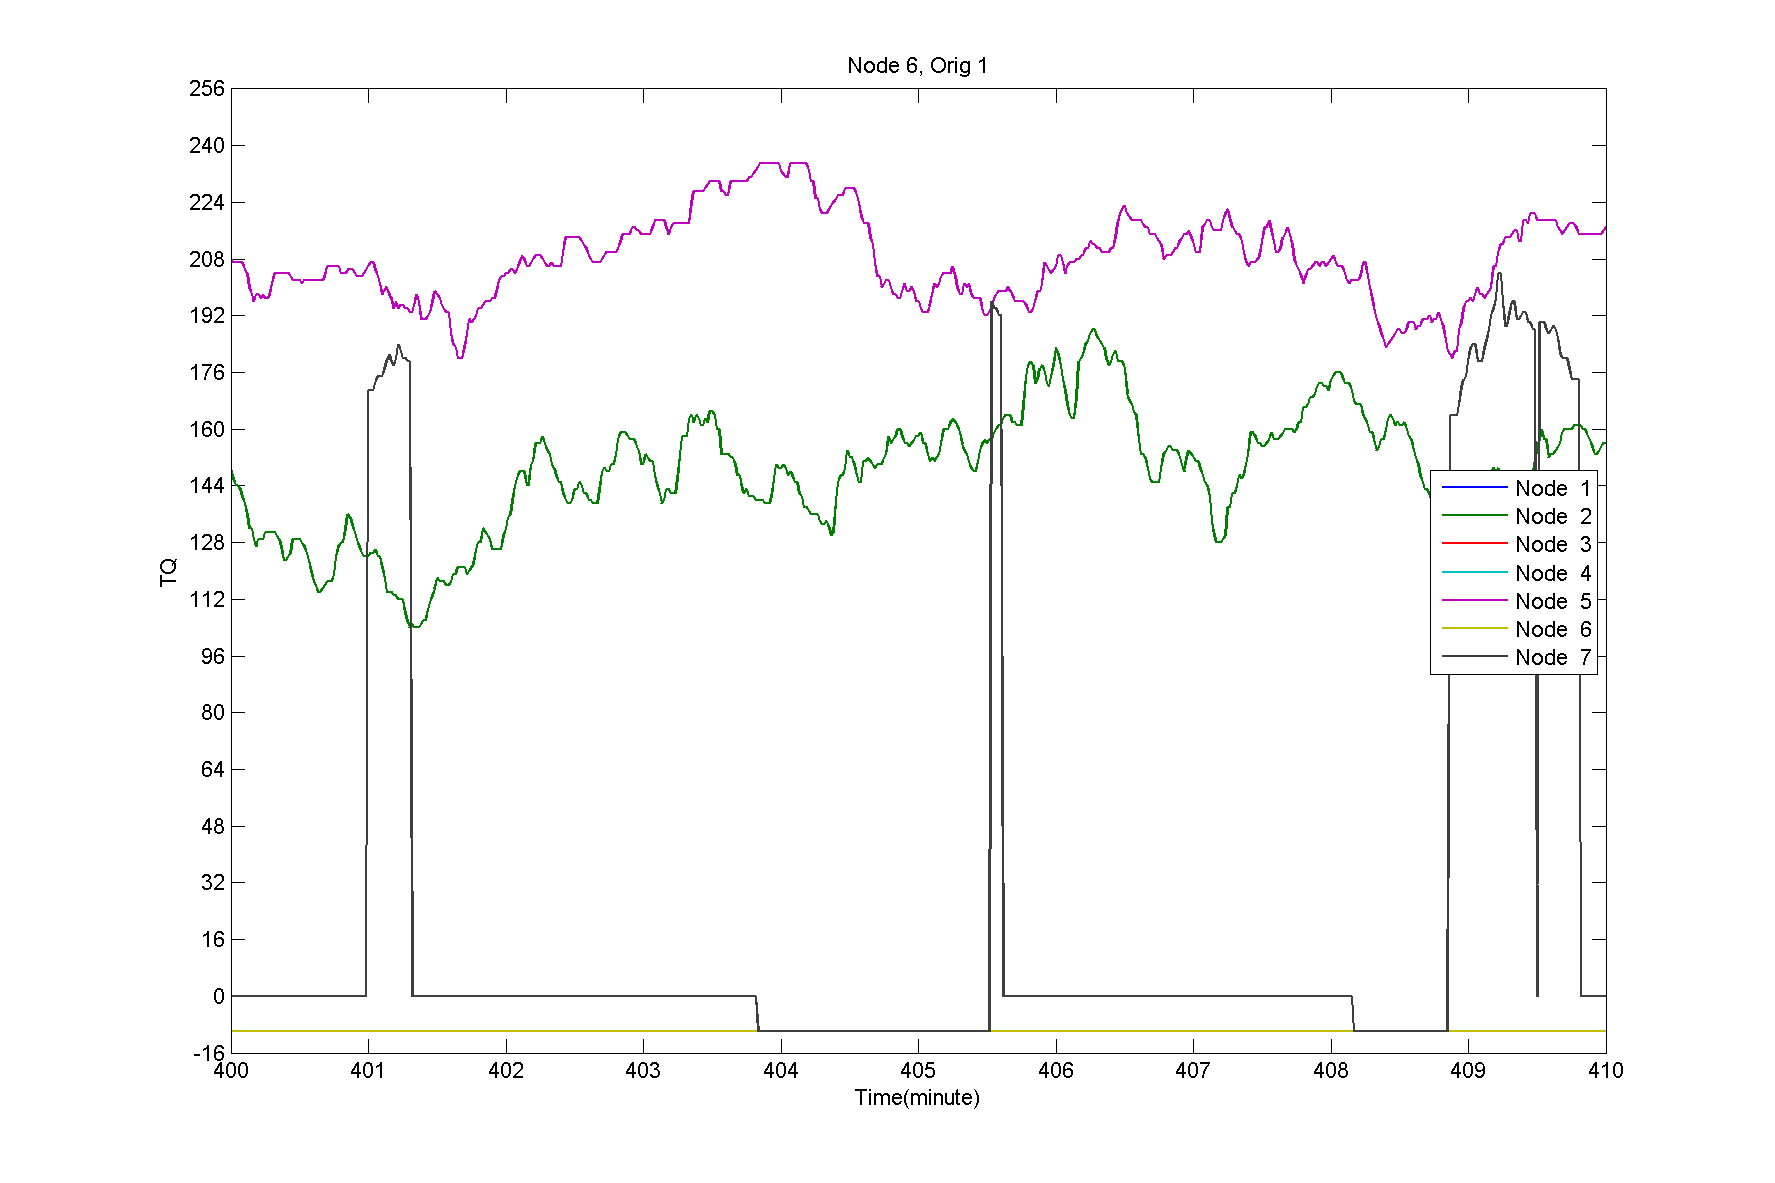 Node 6, Orig 1
256
240
224
208
192
176
160
144
128
112
96
80
64
48
32
16
0
-16
TQ
Node 1
Node 2
Node 3
Node 4
Node 5
Node 6
Node 7
400 401 402 403 404 405 406 407 408 409 410
Time(minute)